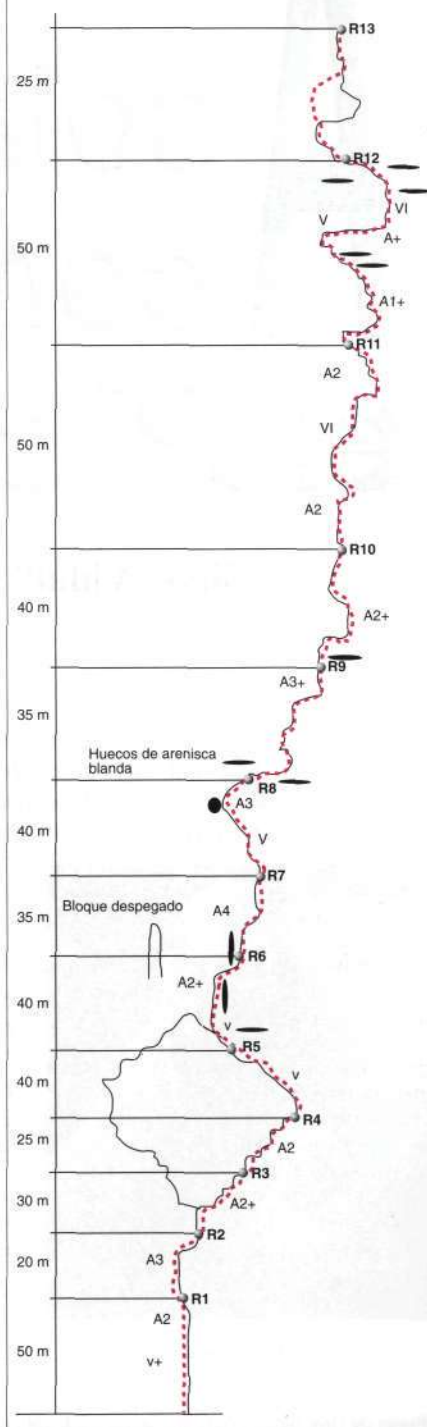 R13
25 m
R12
VI
V
A+
50 m
A1+
R11
A2
50 m
VI
A2
R10
40 m
A2+
R9
A3+
35 m
Huecos de arenisca
blanda
R8
A3
40 m
V
R7
Bloque despegado
A4
35 m
R6
A2+
40 m
v
R5
40 m
v
R4
25 m
A2
R3
30 m
A2+
R2
A3
20 m
R1
A2
50 m
v+